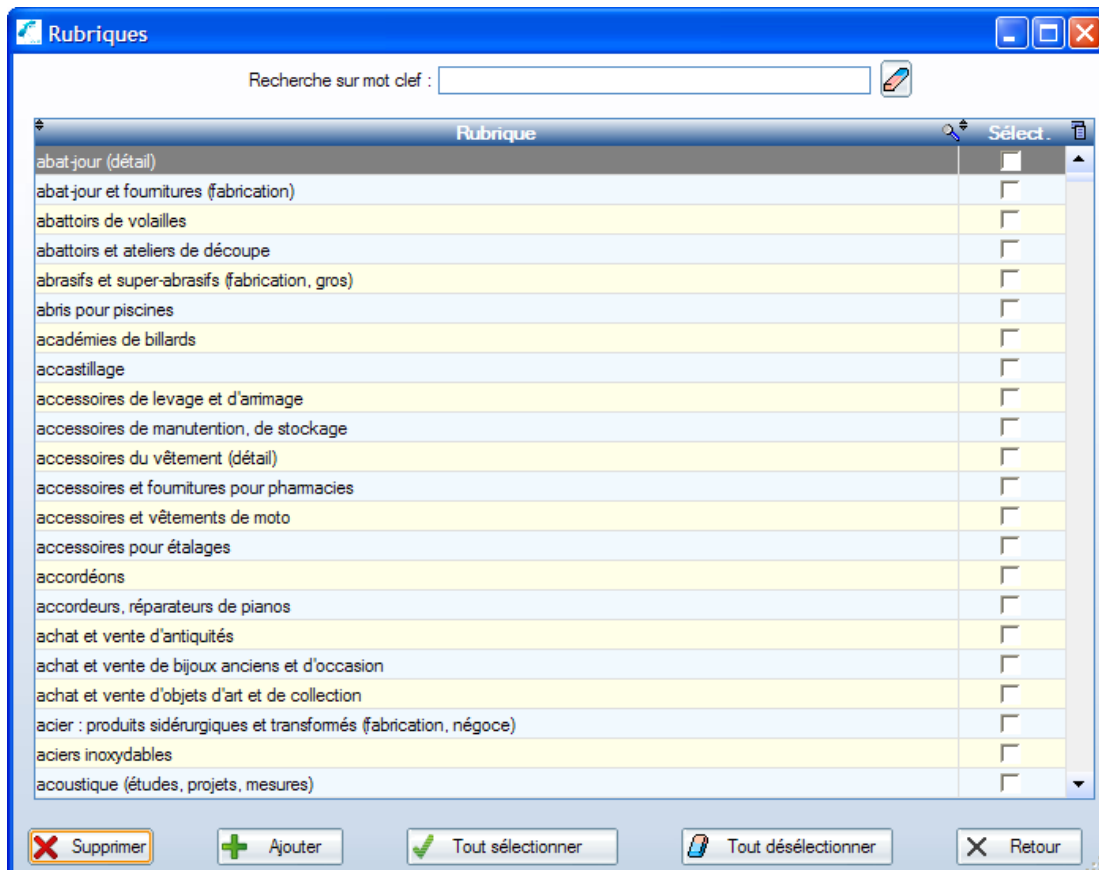 Rubriques
Recherche sur mot clef :
Rubrique Sélect.
abat-jour (détail)
abat-jour et fournitures (fabrication)
abattoirs de volailles
abattoirs et ateliers de découpe
abrasifs et super-abrasifs (fabrication, gros)
abris pour piscines
académies de billards
accastillage
accessoires de levage et d'arrimage
accessoires de manutention, de stockage
accessoires du vêtement (détail)
accessoires et fournitures pour pharmacies
accessoires et vêtements de moto
accessoires pour étalages
accordéons
accordeurs, réparateurs de pianos
achat et vente d'antiquités
achat et vente de bijoux anciens et d'occasion
achat et vente d'objets d'art et de collection
acier : produits sidérurgiques et transformés (fabrication, négoce)
aciers inoxydables
acoustique (études, projets, mesures)
Supprimer Ajouter Tout sélectionner Tout désélectionner Retour